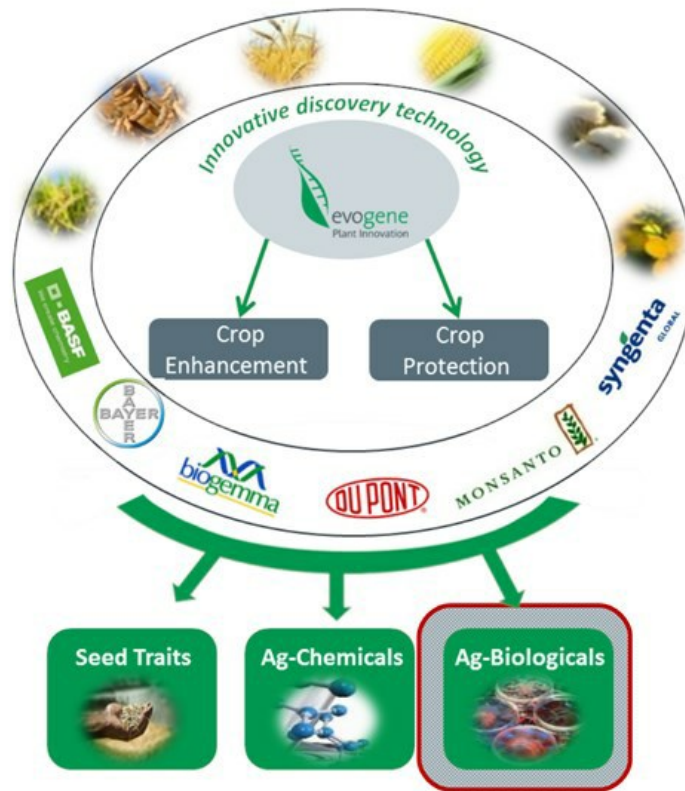 Innovative discovery technology
evogene
Plant Innovation
Crop
Enhancement
Crop
Protection
BASF
BAYER
BAYER
biogemma
DUPONT
MONSANTO
syngenta
GLOBAL
Seed Traits
Ag-Chemicals
Ag-Biologicals